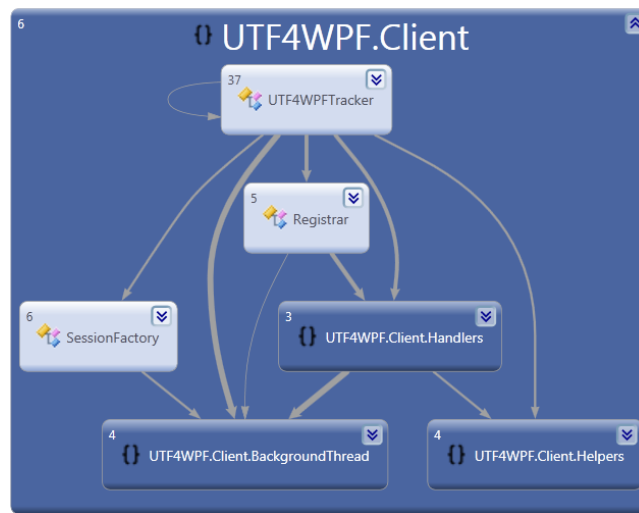 6
{} UTF4WPF.Client
37
UTF4WPFTracker
5
Registrar
6
SessionFactory
3
{} UTF4WPF.Client.Handlers
4
{} UTF4WPF.Client.BackgroundThread
4
{} UTF4WPF.Client.Helpers